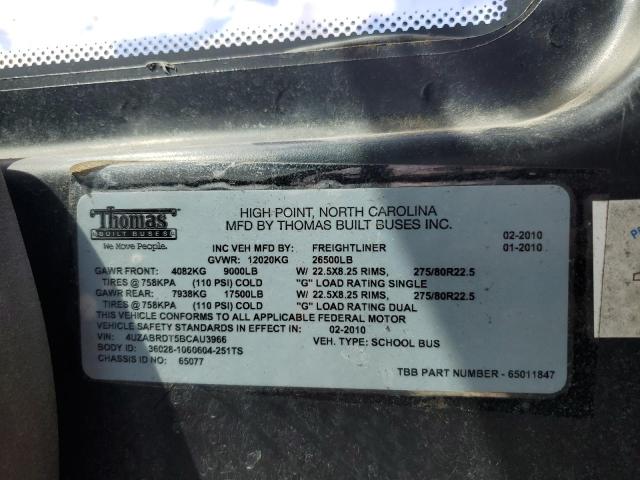 Thomas
BUILT BUSES
We Move People.
HIGH POINT, NORTH CAROLINA
MFD BY THOMAS BUILT BUSES INC.
02-2010
INC VEH MFD BY: FREIGHTLINER 01-2010
GVWR: 12020KG 26500LB
GAWR FRONT: 4082KG 9000LB W/ 22.5X8.25 RIMS, 275/80R22.5
TIRES @ 758KPA (110 PSI) COLD "G" LOAD RATING SINGLE
GAWR REAR: 7938KG 17500LB W/ 22.5X8.25 RIMS, 275/80R22.5
TIRES @ 758KPA (110 PSI) COLD "G" LOAD RATING DUAL
THIS VEHICLE CONFORMS TO ALL APPLICABLE FEDERAL MOTOR
VEHICLE SAFETY STANDARDS IN EFFECT IN: 02-2010
VIN: 4UZABRDT5BCAU3966 VEH. TYPE: SCHOOL BUS
BODY ID: 36028-1060604-251TS
CHASSIS ID: 65077
TBB PART NUMBER - 65011847